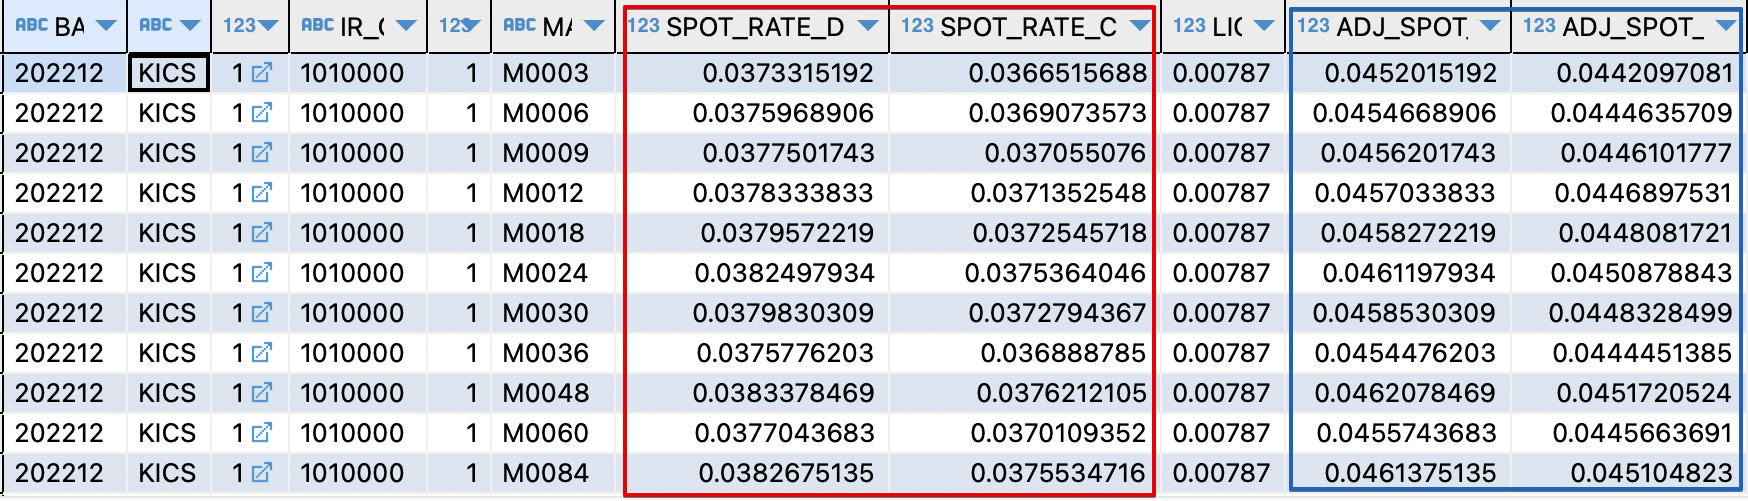 ABC BA ABC 123 ABC IR_C 123 ABC MA 123 SPOT_RATE_D 123 SPOT_RATE_C 123 LIC 123 ADJ_SPOT_ 123 ADJ_SPOT_
202212 KICS 1 1010000 1 M0003 0.0373315192 0.0366515688 0.00787 0.0452015192 0.0442097081
202212 KICS 1 1010000 1 M0006 0.0375968906 0.0369073573 0.00787 0.0454668906 0.0444635709
202212 KICS 1 1010000 1 M0009 0.0377501743 0.037055076 0.00787 0.0456201743 0.0446101777
202212 KICS 1 1010000 1 M0012 0.0378333833 0.0371352548 0.00787 0.0457033833 0.0446897531
202212 KICS 1 1010000 1 M0018 0.0379572219 0.0372545718 0.00787 0.0458272219 0.0448081721
202212 KICS 1 1010000 1 M0024 0.0382497934 0.0375364046 0.00787 0.0461197934 0.0450878843
202212 KICS 1 1010000 1 M0030 0.0379830309 0.0372794367 0.00787 0.0458530309 0.0448328499
202212 KICS 1 1010000 1 M0036 0.0375776203 0.036888785 0.00787 0.0454476203 0.0444451385
202212 KICS 1 1010000 1 M0048 0.0383378469 0.0376212105 0.00787 0.0462078469 0.0451720524
202212 KICS 1 1010000 1 M0060 0.0377043683 0.0370109352 0.00787 0.0455743683 0.0445663691
202212 KICS 1 1010000 1 M0084 0.0382675135 0.0375534716 0.00787 0.0461375135 0.045104823